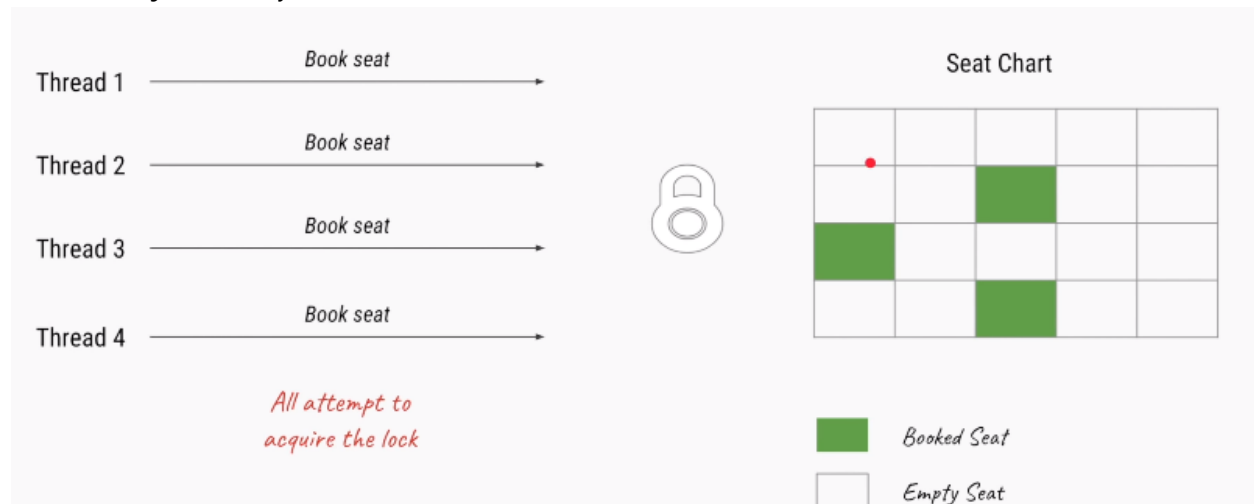 Book seat
Thread 1
Book seat
Thread 2
Book seat
Thread 3
Book seat
Thread 4
All attempt to
acquire the lock
Seat Chart
Booked Seat
Empty Seat